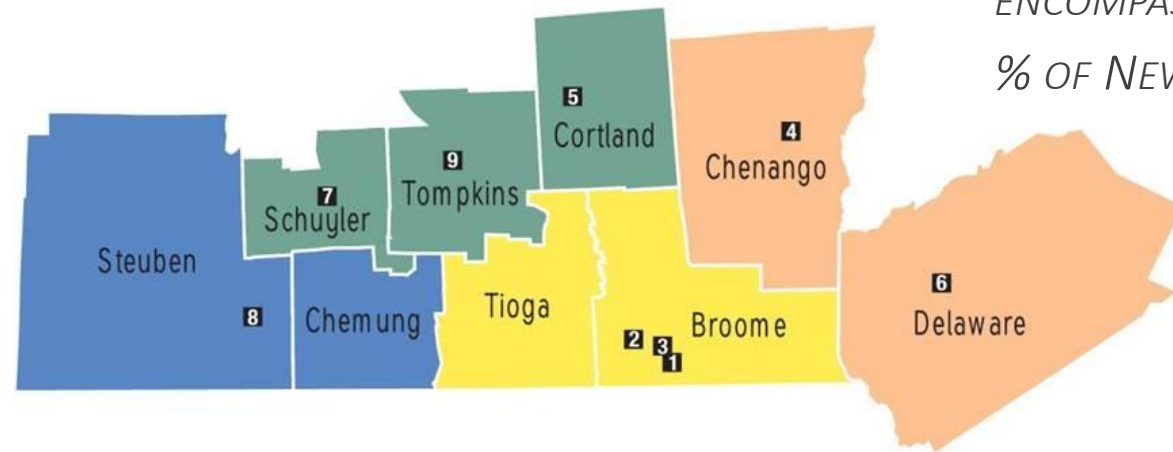 % OF NEW
5
Cortland
4
Chenango
9
Tompkins
7
Schuyler
Steuben
8
Chemung
Tioga
2
3
1
Broome
6
Delaware